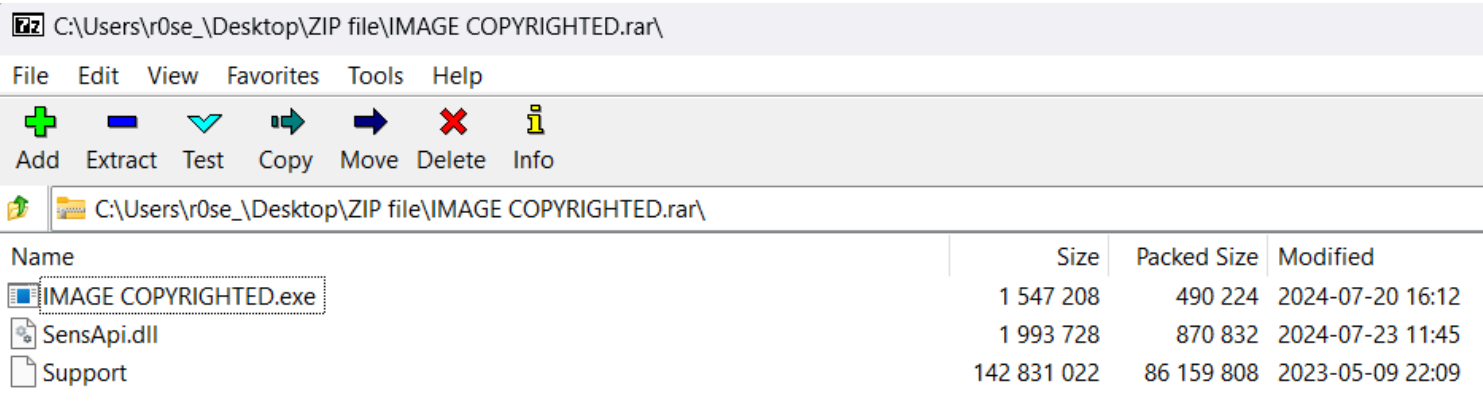 C:\Users\r0se_\Desktop\ZIP file\IMAGE COPYRIGHTED.rar\
File Edit View Favorites Tools Help
Add Extract Test Copy Move Delete Info
C:\Users\r0se_\Desktop\ZIP file\IMAGE COPYRIGHTED.rar\
Name Size Packed Size Modified
IMAGE COPYRIGHTED.exe 1 547 208 490 224 2024-07-20 16:12
SensApi.dll 1 993 728 870 832 2024-07-23 11:45
Support 142 831 022 86 159 808 2023-05-09 22:09